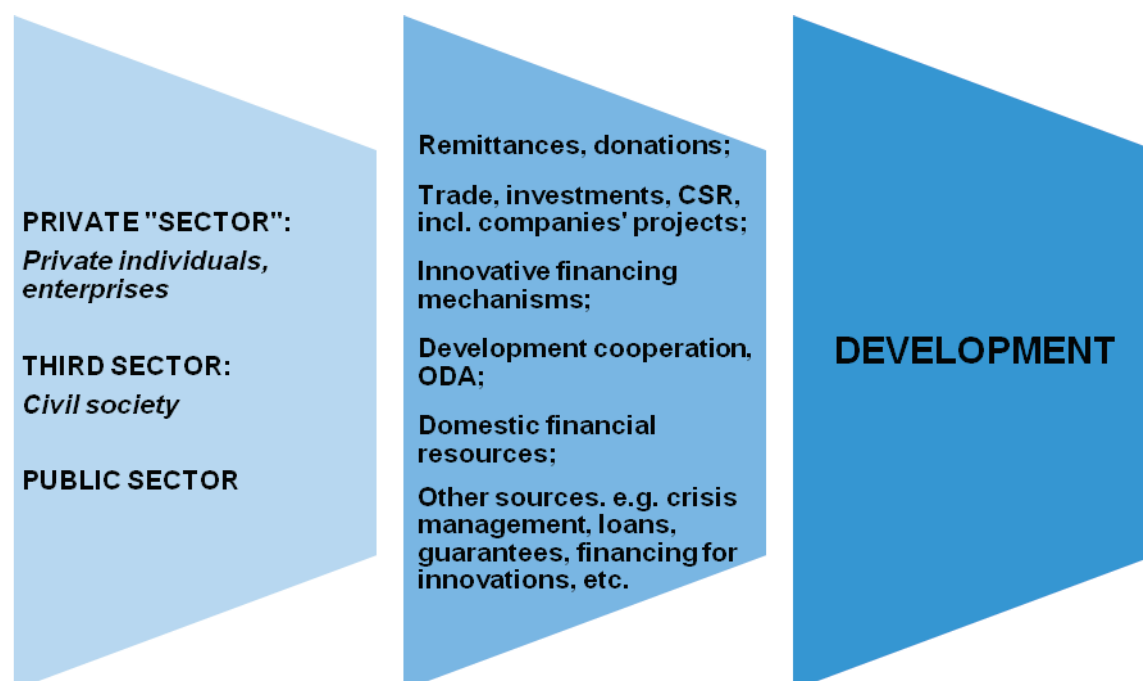 PRIVATE "SECTOR":
Private individuals,
enterprises
THIRD SECTOR:
Civil society
PUBLIC SECTOR
Remittances, donations;
Trade, investments, CSR,
incl. companies' projects;
Innovative financing
mechanisms;
Development cooperation,
ODA;
Domestic financial
resources;
Other sources. e.g. crisis
management, loans,
guarantees, financing for
innovations, etc.
DEVELOPMENT